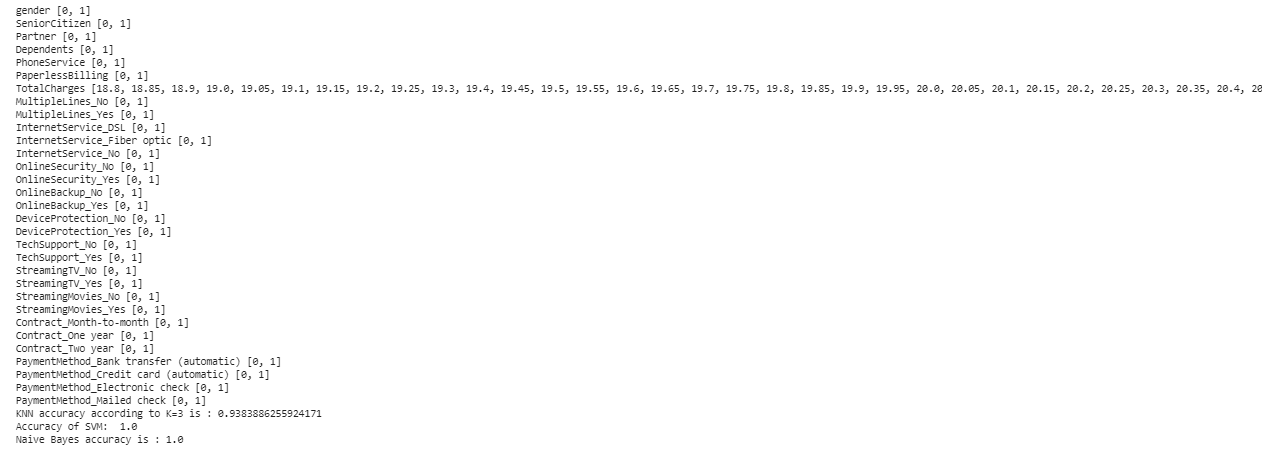 gender [0, 1]
SeniorCitizen [0, 1]
Partner [0, 1]
Dependents [0, 1]
PhoneService [0, 1]
PaperlessBilling [0, 1]
TotalCharges [18.8, 18.85, 18.9, 19.0, 19.05, 19.1, 19.15, 19.2, 19.25, 19.3, 19.4, 19.45, 19.5, 19.55, 19.6, 19.65, 19.7, 19.75, 19.8, 19.85, 19.9, 19.95, 20.0, 20.05, 20.1, 20.15, 20.2, 20.25, 20.3, 20.35, 20.4, 20
MultipleLines_No [0, 1]
MultipleLines_Yes [0, 1]
InternetService_DSL [0, 1]
InternetService_Fiber optic [0, 1]
InternetService_No [0, 1]
OnlineSecurity_No [0, 1]
OnlineSecurity_Yes [0, 1]
OnlineBackup_No [0, 1]
OnlineBackup_Yes [0, 1]
DeviceProtection_No [0, 1]
DeviceProtection_Yes [0, 1]
TechSupport_No [0, 1]
TechSupport_Yes [0, 1]
StreamingTV_No [0, 1]
StreamingTV_Yes [0, 1]
StreamingMovies_No [0, 1]
StreamingMovies_Yes [0, 1]
Contract_Month-to-month [0, 1]
Contract_One year [0, 1]
Contract_Two year [0, 1]
PaymentMethod_Bank transfer (automatic) [0, 1]
PaymentMethod_Credit card (automatic) [0, 1]
PaymentMethod_Electronic check [0, 1]
PaymentMethod_Mailed check [0, 1]
KNN accuracy according to K=3 is : 0.9383886255924171
Accuracy of SVM:  1.0
Naive Bayes accuracy is : 1.0